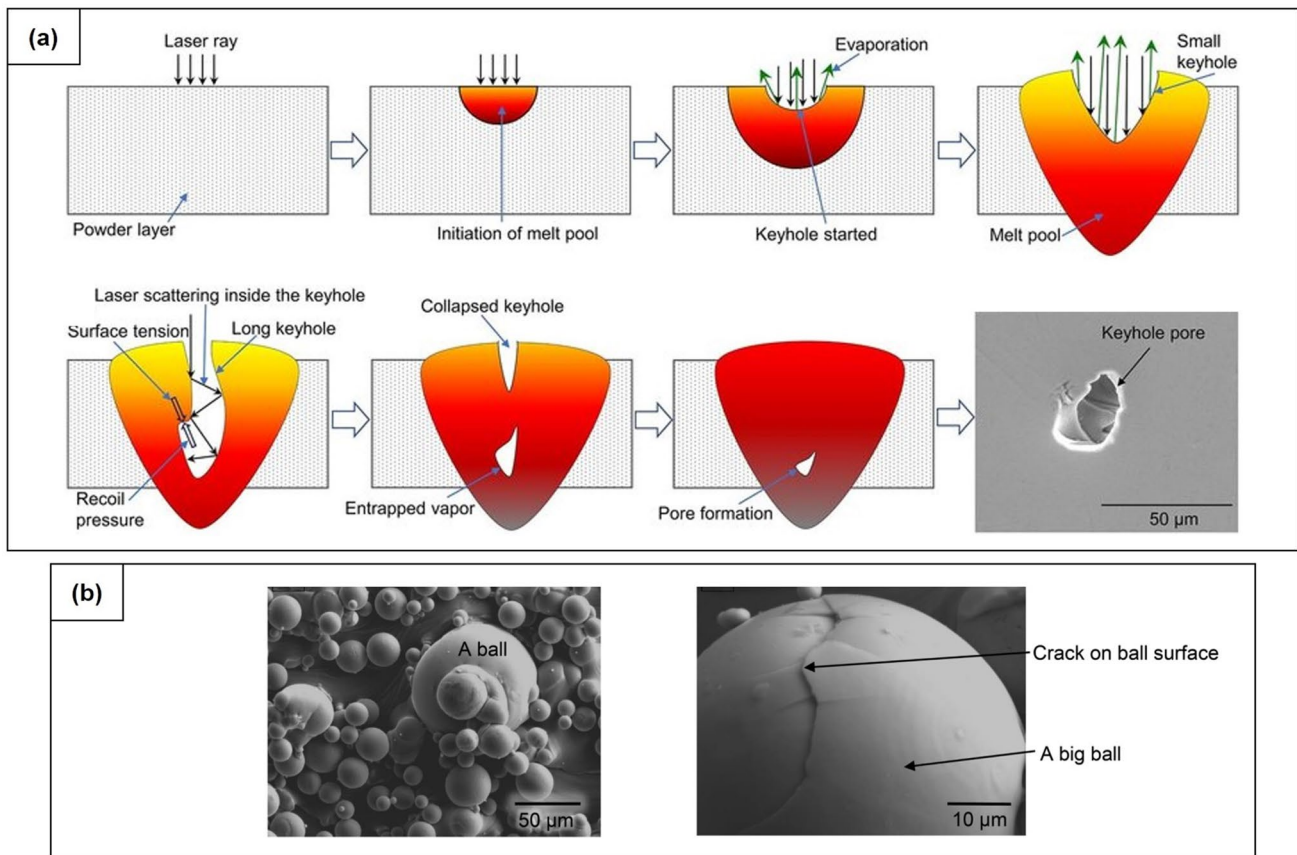 (a)
Laser ray
Powder layer
Initiation of melt pool
Evaporation
Keyhole started
Small
keyhole
Melt pool
Laser scattering inside the keyhole
Surface tension
Long keyhole
Recoil
pressure
Collapsed keyhole
Entrapped vapor
Pore formation
Keyhole pore
50 µm
(b)
A ball
50 µm
Crack on ball surface
A big ball
10 µm